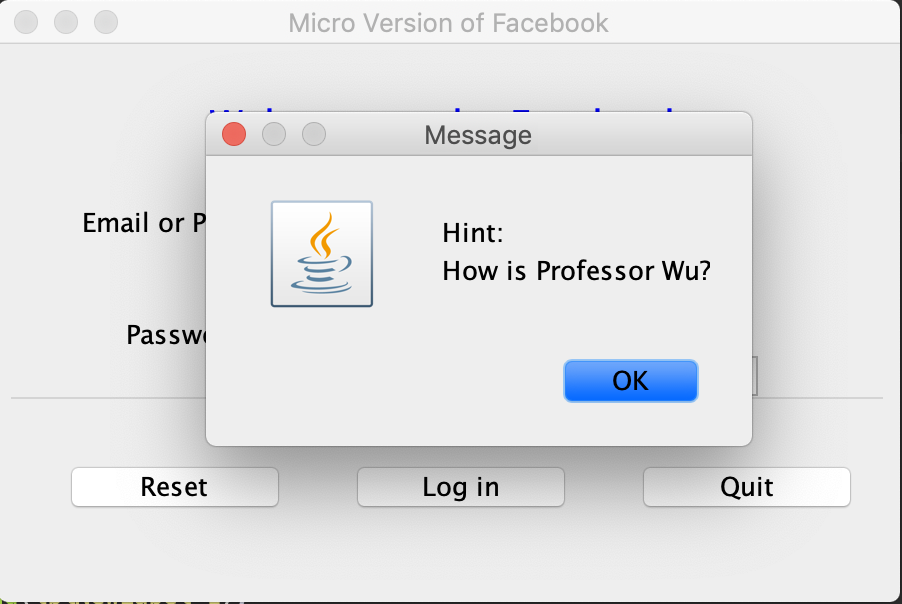 Micro Version of Facebook
Message
Email or P
Hint:
How is Professor Wu?
Passw
OK
Reset
Log in
Quit